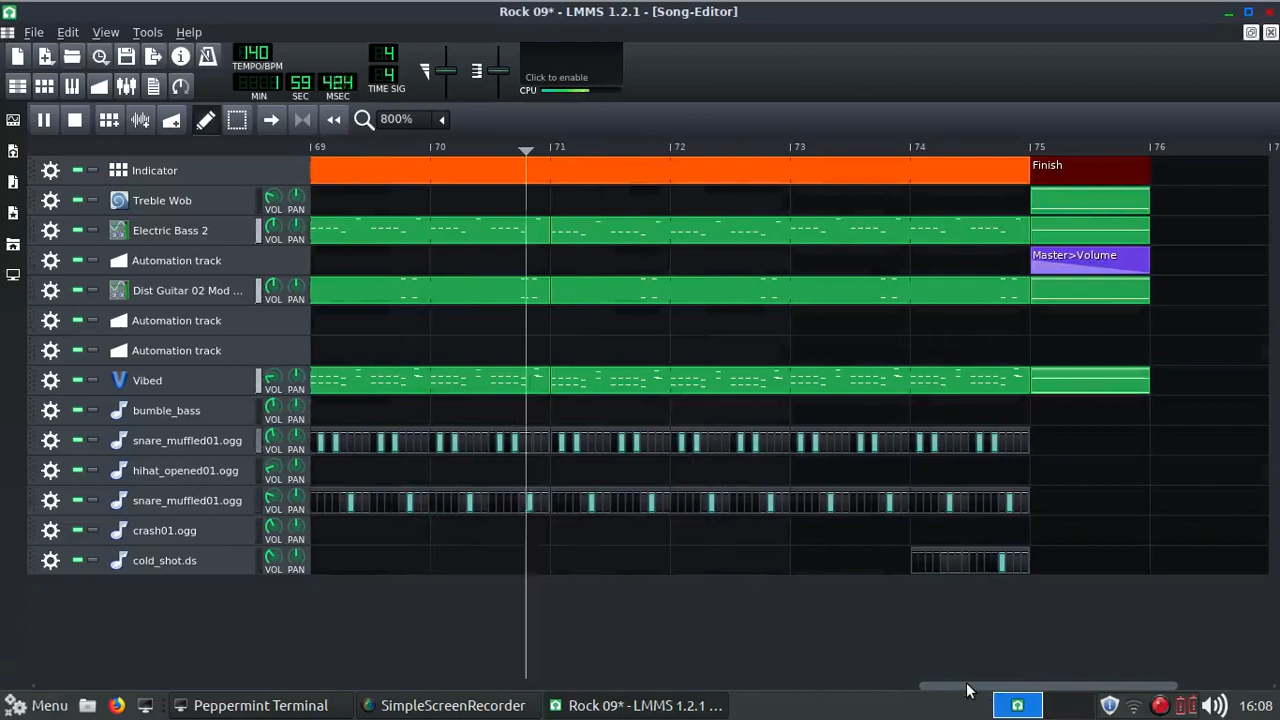 Rock 09* - LMMS 1.2.1 - [Song-Editor]
File Edit View Tools Help
140
TEMPO/BPM
1 59 424
MIN SEC MSEC
4
4
TIME SIG
Click to enable
CPU
800%
69 70 71 72 73 74 75 76
Indicator
Finish
Treble Wob VOL PAN
Electric Bass 2 VOL PAN
Automation track
Master>Volume
Dist Guitar 02 Mod ... VOL PAN
Automation track
Automation track
Vibed VOL PAN
bumble_bass VOL PAN
snare_muffled01.ogg VOL PAN
hihat_opened01.ogg VOL PAN
snare_muffled01.ogg VOL PAN
crash01.ogg VOL PAN
cold_shot.ds VOL PAN
Menu Peppermint Terminal SimpleScreenRecorder Rock 09* - LMMS 1.2.1 ... 16:08